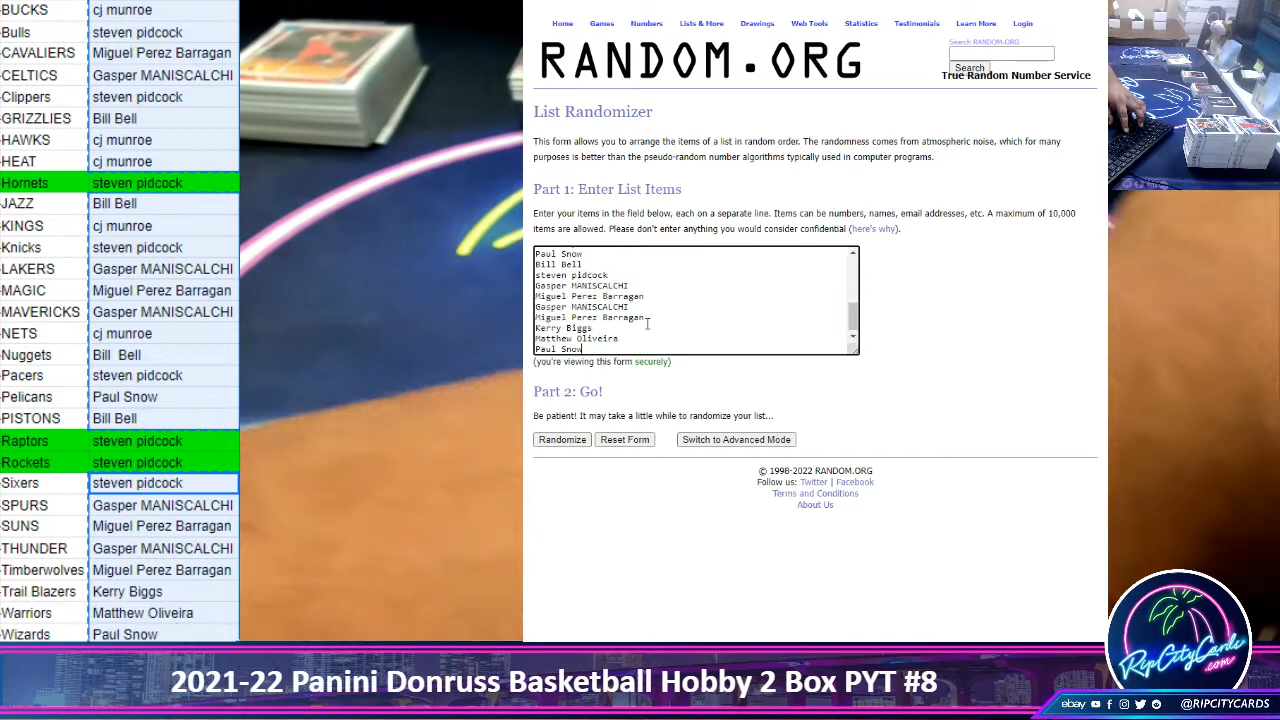 -BUCKS cj munroe
-Bulls steven pidcock
-CAVALIERS Miguel Perez Barragan
-CELTICS Gasper MANISCALCHI
-Clippers steven pidcock
-GRIZZLIES Bill Bell
-HAWKS cj munroe
-HEAT cj munroe
-Hornets steven pidcock
-JAZZ Bill Bell
-KINGS cj munroe
-Knicks steven pidcock
-LAKERS Gasper MANISCALCHI
-MAGIC Miguel Perez Barragan
-MAVERICKS Gasper MANISCALCHI
-NETS cj munroe
-Nuggets Bill  Bell
-Pacers steven pidcock
-Pelicans Paul Snow
-PISTONS Bill Bell
-Raptors steven pidcock
-Rockets steven pidcock
-Sixers steven pidcock
-SPURS Gasper MANISCALCHI
-SUNS Miguel Perez Barragan
-THUNDER Gasper MANISCALCHI
-Timberwolves Miguel Perez Barragan
-Trail Blazers Kerry Biggs
-Warriors Matthew Oliveira
-Wizards Paul Snow
Home Games Numbers Lists & More Drawings Web Tools Statistics Testimonials Learn More Login
RANDOM.ORG
Search RANDOM.ORG
Search
True Random Number Service
List Randomizer
This form allows you to arrange the items of a list in random order. The randomness comes from atmospheric noise, which for many
purposes is better than the pseudo-random number algorithms typically used in computer programs.
Part 1: Enter List Items
Enter your items in the field below, each on a separate line. Items can be numbers, names, email addresses, etc. A maximum of 10,000
items are allowed. Please don't enter anything you would consider confidential (here's why).
Paul Snow
Bill Bell
steven pidcock
Gasper MANISCALCHI
Miguel Perez Barragan
Gasper MANISCALCHI
Miguel Perez Barragan
Kerry Biggs
Matthew Oliveira
Paul Snow
(you're viewing this form securely)
Part 2: Go!
Be patient! It may take a little while to randomize your list...
Randomize Reset Form Switch to Advanced Mode
© 1998-2022 RANDOM.ORG
Follow us: Twitter | Facebook
Terms and Conditions
About Us
RipCityCards
.com
2021-22 Panini Donruss Basketball Hobby 2 Box PYT #8
ebay @RIPCITYCARDS